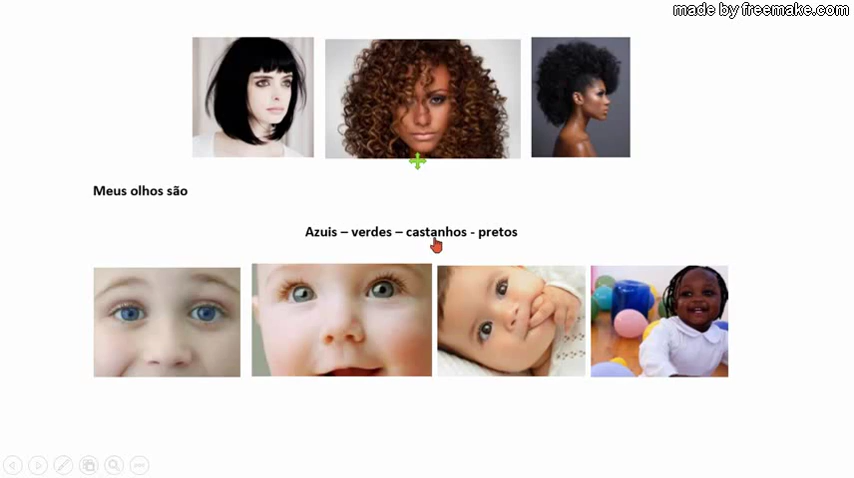 made by freemake.com
Meus olhos são
Azuis – verdes – castanhos - pretos